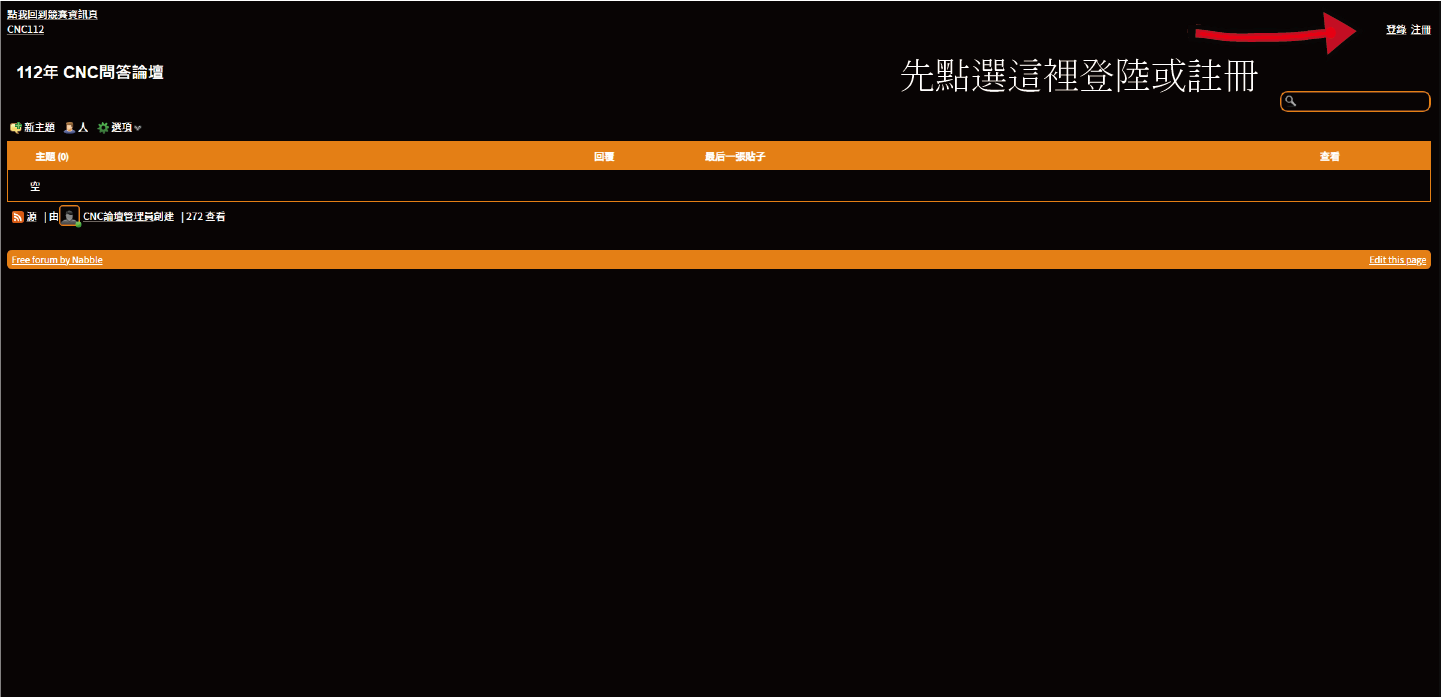 點我回到競賽資訊頁
CNC112
登錄 注冊
112年 CNC問答論壇
先點選這裡登陸或註冊
新主題 人 选項
主題 (0) 回覆 最后一張貼子 查看
空
源 | 由 CNC論壇管理員創建 | 272 查看
Free forum by Nabble Edit this page